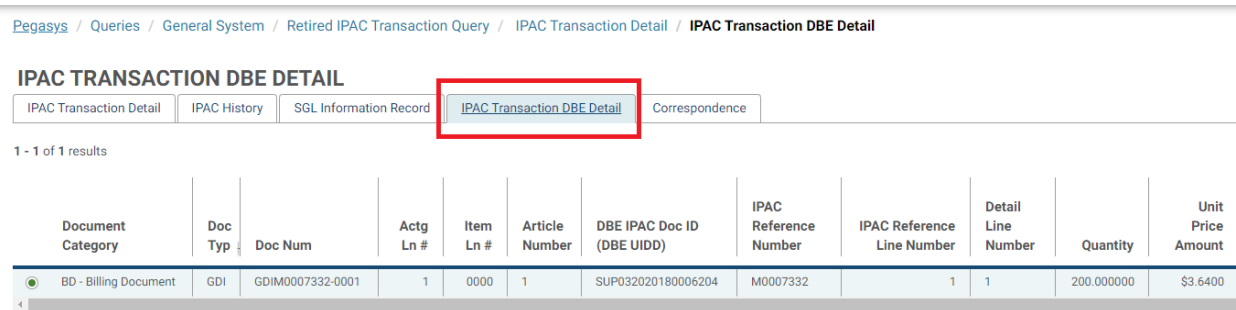 Pegasys / Queries / General System / Retired IPAC Transaction Query / IPAC Transaction Detail / IPAC Transaction DBE Detail
IPAC TRANSACTION DBE DETAIL
IPAC Transaction Detail IPAC History SGL Information Record IPAC Transaction DBE Detail Correspondence
1 - 1 of 1 results
Document Category Doc Typ Doc Num Actg Ln # Item Ln # Article Number DBE IPAC Doc ID (DBE UIDD) IPAC Reference Number IPAC Reference Line Number Detail Line Number Quantity Unit Price Amount
BD - Billing Document GDI GDIM0007332-0001 1 0000 1 SUP032020180006204 M0007332 1 1 200.000000 $3.6400